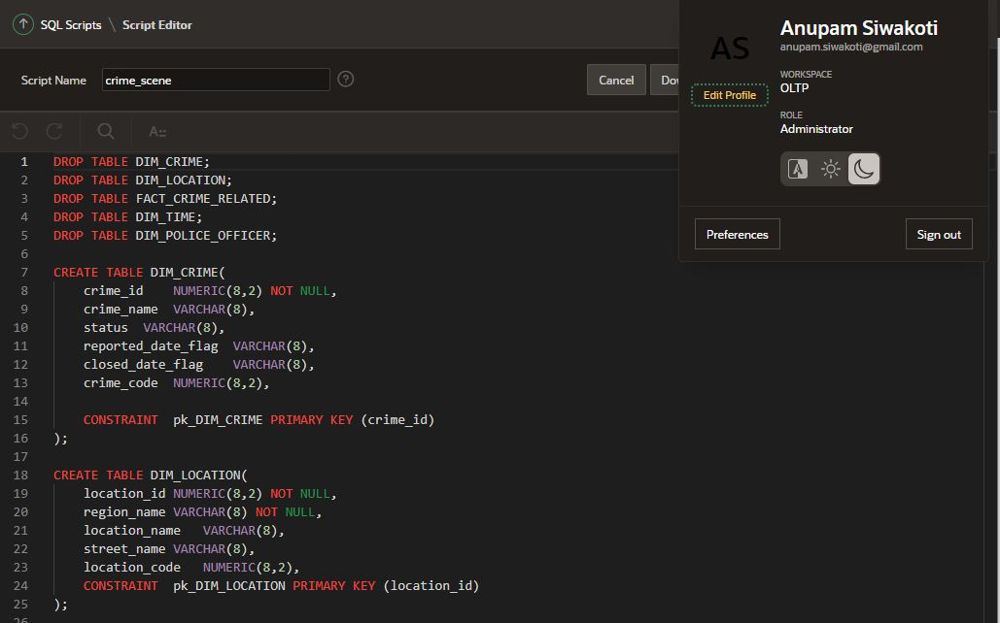 SQL Scripts \ Script Editor
Script Name crime_scene
Cancel
AS
Anupam Siwakoti
anupam.siwakoti@gmail.com
Edit Profile
WORKSPACE
OLTP
ROLE
Administrator
Preferences
Sign out
1 DROP TABLE DIM_CRIME;
2 DROP TABLE DIM_LOCATION;
3 DROP TABLE FACT_CRIME_RELATED;
4 DROP TABLE DIM_TIME;
5 DROP TABLE DIM_POLICE_OFFICER;
6
7 CREATE TABLE DIM_CRIME(
8 crime_id NUMERIC(8,2) NOT NULL,
9 crime_name VARCHAR(8),
10 status VARCHAR(8),
11 reported_date_flag VARCHAR(8),
12 closed_date_flag VARCHAR(8),
13 crime_code NUMERIC(8,2),
14
15 CONSTRAINT pk_DIM_CRIME PRIMARY KEY (crime_id)
16 );
17
18 CREATE TABLE DIM_LOCATION(
19 location_id NUMERIC(8,2) NOT NULL,
20 region_name VARCHAR(8) NOT NULL,
21 location_name VARCHAR(8),
22 street_name VARCHAR(8),
23 location_code NUMERIC(8,2),
24 CONSTRAINT pk_DIM_LOCATION PRIMARY KEY (location_id)
25 );